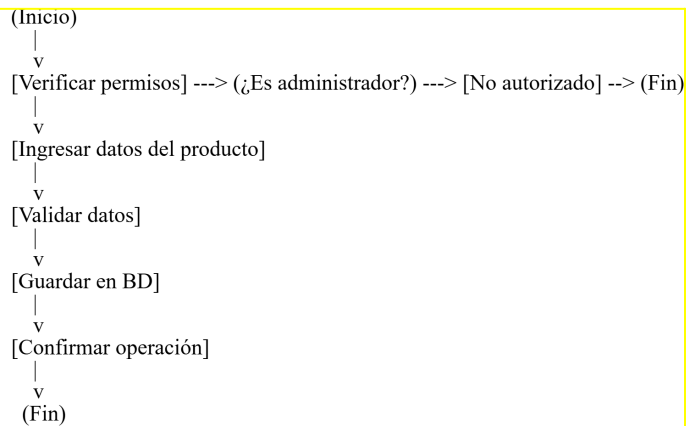 (Inicio)
|
v
[Verificar permisos] ---> (¿Es administrador?) ---> [No autorizado] --> (Fin)
|
v
[Ingresar datos del producto]
|
v
[Validar datos]
|
v
[Guardar en BD]
|
v
[Confirmar operación]
|
v
(Fin)